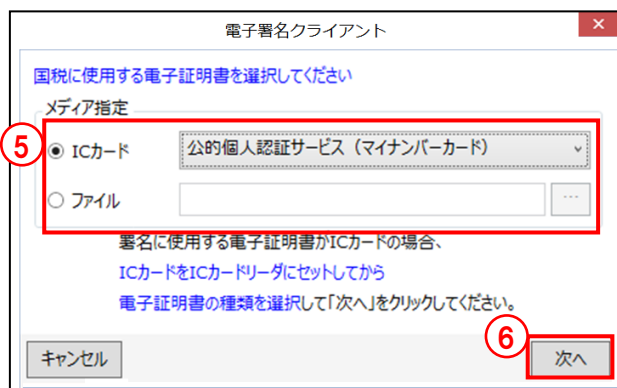 電子署名クライアント
×
国税に使用する電子証明書を選択してください
メディア指定
⑤
ICカード
公的個人認証サービス（マイナンバーカード）
ファイル
...
署名に使用する電子証明書がICカードの場合、
ICカードをICカードリーダにセットしてから
電子証明書の種類を選択して「次へ」をクリックしてください。
⑥
キャンセル
次へ